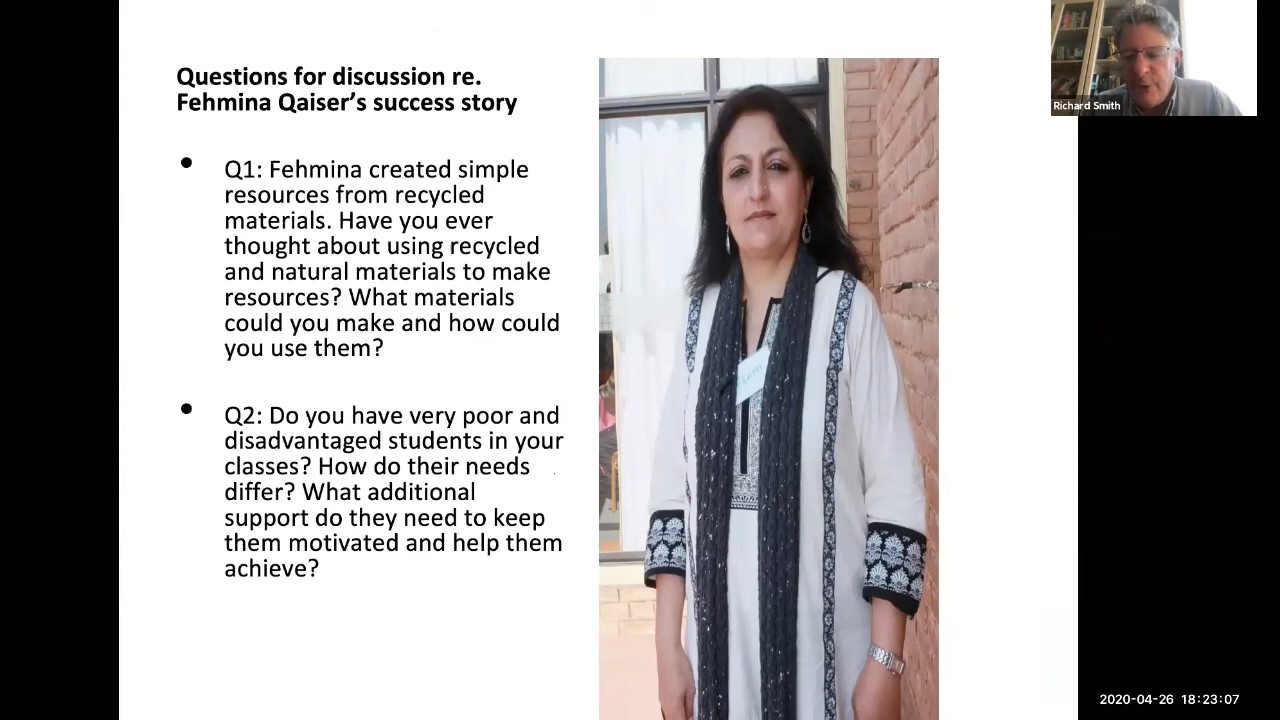 Questions for discussion re.
Fehmina Qaiser’s success story
• Q1: Fehmina created simple
resources from recycled
materials. Have you ever
thought about using recycled
and natural materials to make
resources? What materials
could you make and how could
you use them?
• Q2: Do you have very poor and
disadvantaged students in your
classes? How do their needs
differ? What additional
support do they need to keep
them motivated and help them
achieve?
Richard Smith
2020-04-26 18:23:07